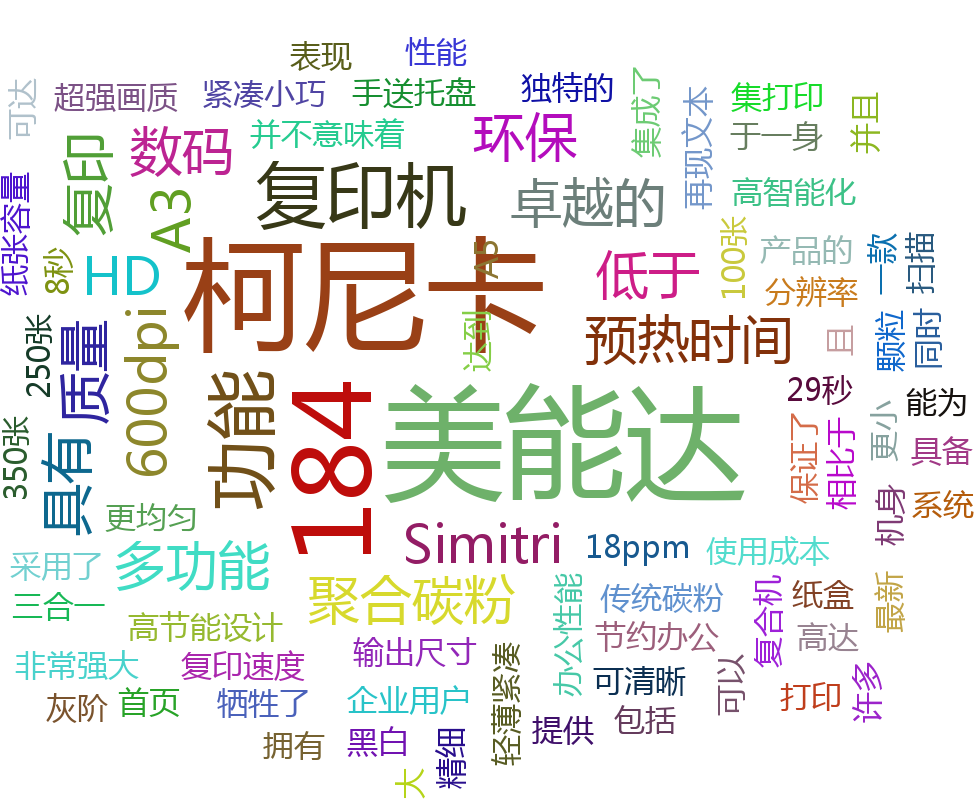 表现
性能
可达
超强画质
紧凑小巧
手送托盘
独特的
集成了
再现文本
集打印
并且
于一身
并不意味着
数码
环保
复印
A3
复印机
卓越的
高智能化
纸张容量
8秒
HD
柯尼卡
A5
低于
100张
产品的
一款
扫描
分辨率
达到
预热时间
且
颗粒
同时
250张
质量
600dpi
功能
184
美能达
29秒
能为
350张
具有
保证了
相比于
更小
具备
机身
系统
更均匀
Simitri
18ppm
使用成本
采用了
多功能
聚合碳粉
办公性能
传统碳粉
复合机
纸盒
最新
三合一
高节能设计
输出尺寸
节约办公
高达
非常强大
复印速度
轻薄紧凑
可清晰
可以
打印
许多
灰阶
首页
牺牲了
企业用户
提供
包括
拥有
黑白
精细
大